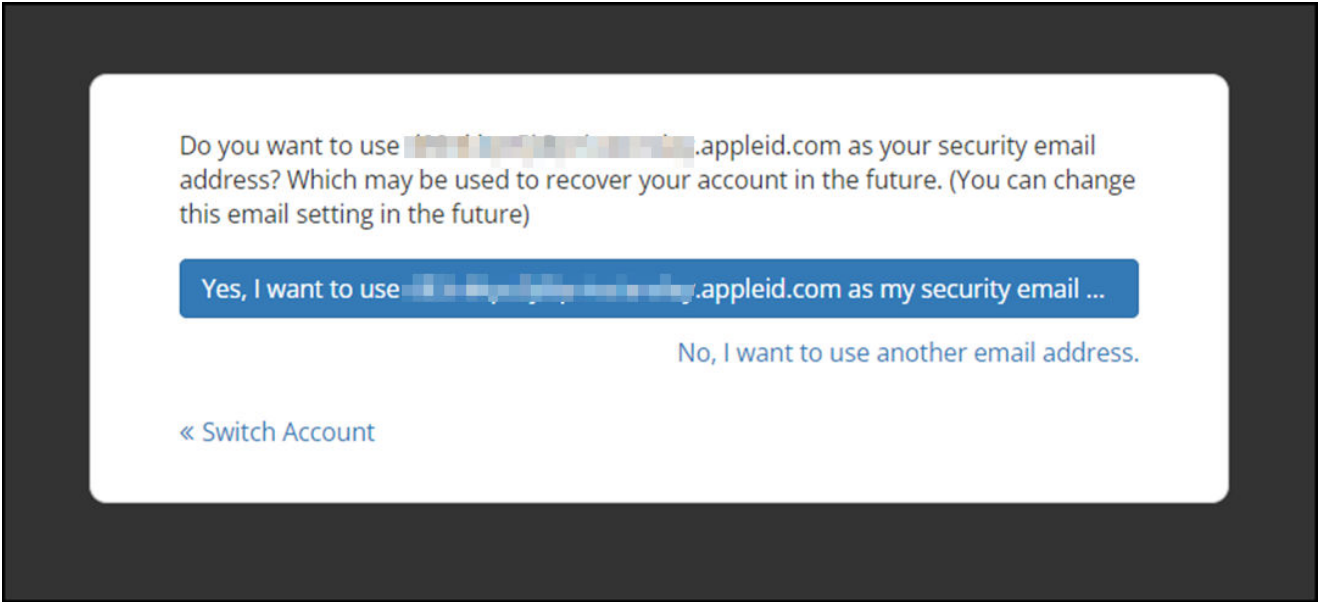 Do you want to use .appleid.com as your security email
address? Which may be used to recover your account in the future. (You can change
this email setting in the future)
Yes, I want to use .appleid.com as my security email ...
No, I want to use another email address.
« Switch Account